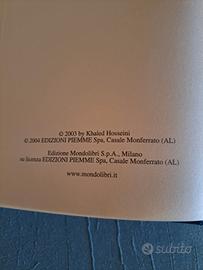 © 2003 by Khaled Hosseini
© 2004 EDIZIONI PIEMME Spa, Casale Monferrato (AL)
Edizione Mondolibri S.p.A., Milano
su licenza EDIZIONI PIEMME Spa, Casale Monferrato (AL)
www.mondolibri.it
subito